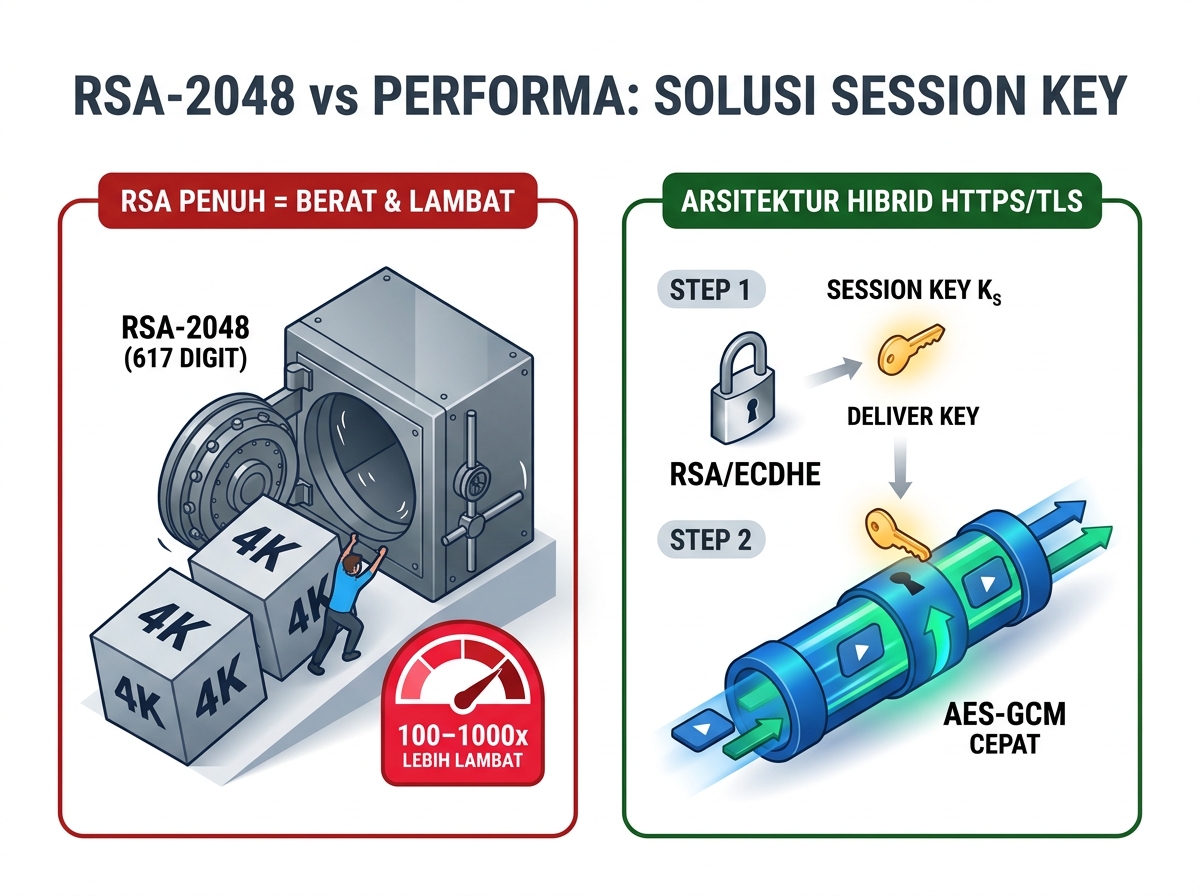 RSA-2048 vs PERFORMA: SOLUSI SESSION KEY
RSA PENUH = BERAT & LAMBAT
RSA-2048
(617 DIGIT)
4K
4K
4K
4K
4K
100–1000x
LEBIH LAMBAT
ARSITEKTUR HIBRID HTTPS/TLS
STEP 1
SESSION KEY Ks
DELIVER KEY
RSA/ECDHE
STEP 2
AES-GCM
CEPAT